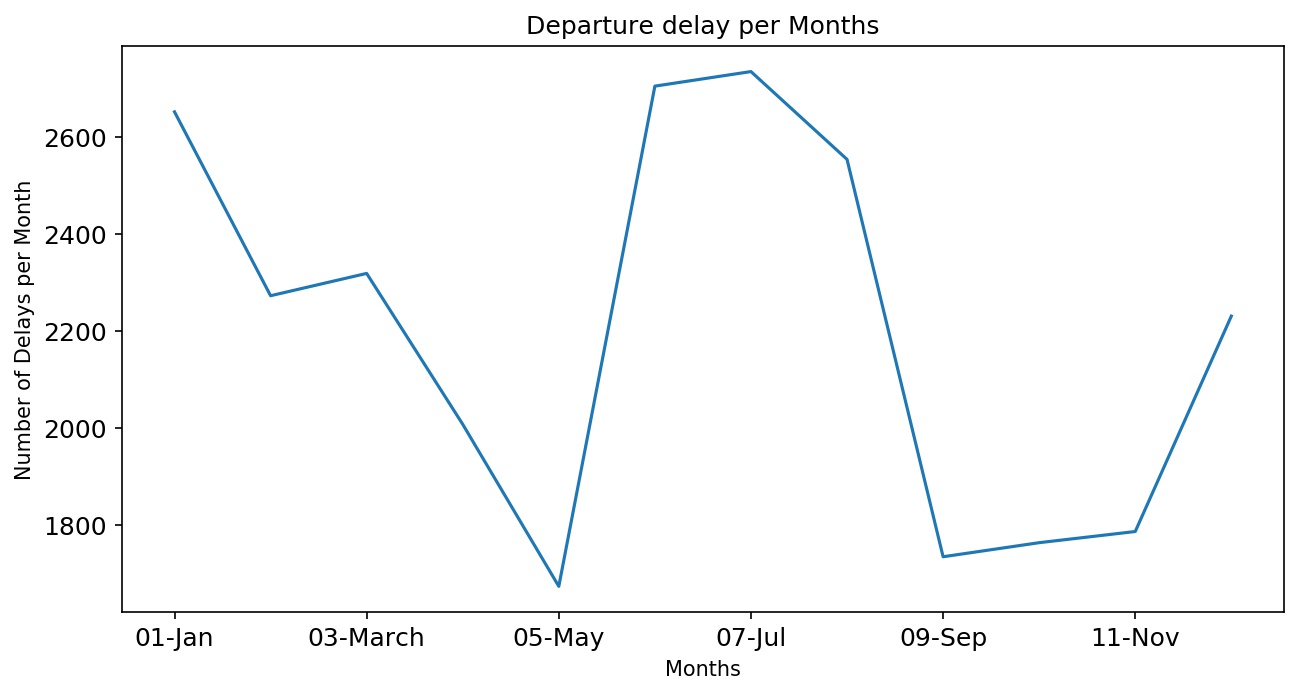 Departure delay per Months
Number of Delays per Month
2600
2400
2200
2000
1800
01-Jan 03-March 05-May 07-Jul 09-Sep 11-Nov
Months